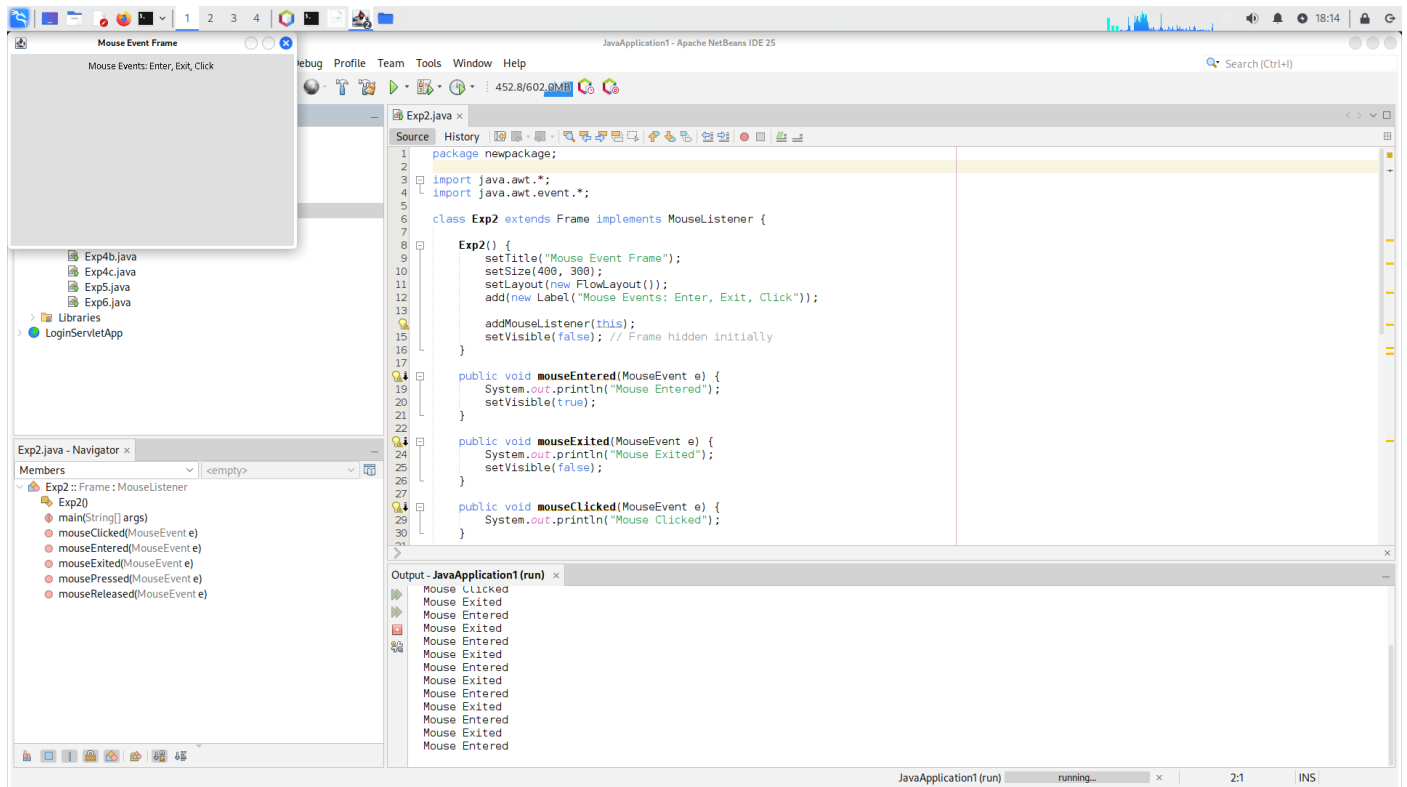 1 2 3 4
18:14
Mouse Event Frame
JavaApplication1 - Apache NetBeans IDE 25
Mouse Events: Enter, Exit, Click
ebug Profile Team Tools Window Help
Search (Ctrl+I)
452.8/602.0MB
Exp2.java ×
Source History
1 package newpackage;
2
3 import java.awt.*;
4 import java.awt.event.*;
5
6 class Exp2 extends Frame implements MouseListener {
7
8 Exp2() {
9 setTitle("Mouse Event Frame");
10 setSize(400, 300);
11 setLayout(new FlowLayout());
12 add(new Label("Mouse Events: Enter, Exit, Click"));
13
addMouseListener(this);
15 setVisible(false); // Frame hidden initially
16 }
17
public void mouseEntered(MouseEvent e) {
19 System.out.println("Mouse Entered");
20 setVisible(true);
21 }
22
public void mouseExited(MouseEvent e) {
24 System.out.println("Mouse Exited");
25 setVisible(false);
26 }
27
public void mouseClicked(MouseEvent e) {
29 System.out.println("Mouse Clicked");
30 }
Exp4b.java
Exp4c.java
Exp5.java
Exp6.java
Libraries
LoginServletApp
Exp2.java - Navigator ×
Members
<empty>
Exp2 :: Frame : MouseListener
Exp2()
main(String[] args)
mouseClicked(MouseEvent e)
mouseEntered(MouseEvent e)
mouseExited(MouseEvent e)
mousePressed(MouseEvent e)
mouseReleased(MouseEvent e)
Output - JavaApplication1 (run) ×
Mouse Clicked
Mouse Exited
Mouse Entered
Mouse Exited
Mouse Entered
Mouse Exited
Mouse Entered
Mouse Exited
Mouse Entered
Mouse Exited
Mouse Entered
Mouse Exited
Mouse Entered
JavaApplication1 (run)
running...
2:1
INS